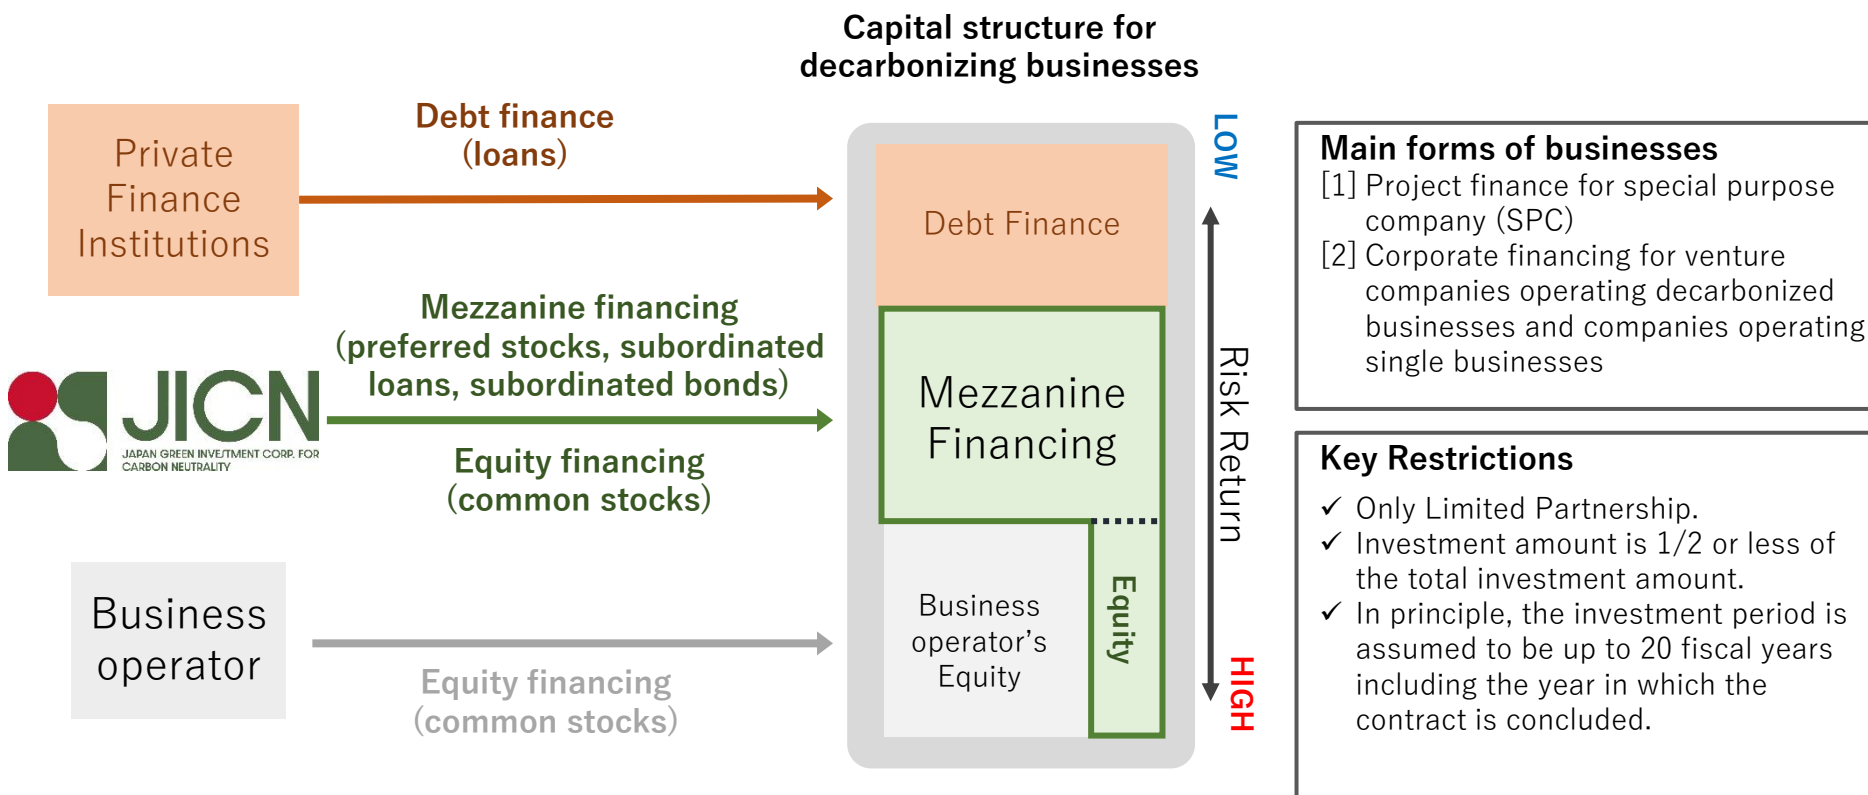 Capital structure for
decarbonizing businesses
Private
Finance
Institutions
Debt finance
(loans)
Mezzanine financing
(preferred stocks, subordinated
loans, subordinated bonds)
JICN
JAPAN GREEN INVESTMENT CORP. FOR
CARBON NEUTRALITY
Equity financing
(common stocks)
Business
operator
Equity financing
(common stocks)
Debt Finance
Mezzanine
Financing
Business
operator's
Equity
Equity
LOW
Risk Return
HIGH
Main forms of businesses
[1] Project finance for special purpose
company (SPC)
[2] Corporate financing for venture
companies operating decarbonized
businesses and companies operating
single businesses
Key Restrictions
✓ Only Limited Partnership.
✓ Investment amount is 1/2 or less of
the total investment amount.
✓ In principle, the investment period is
assumed to be up to 20 fiscal years
including the year in which the
contract is concluded.